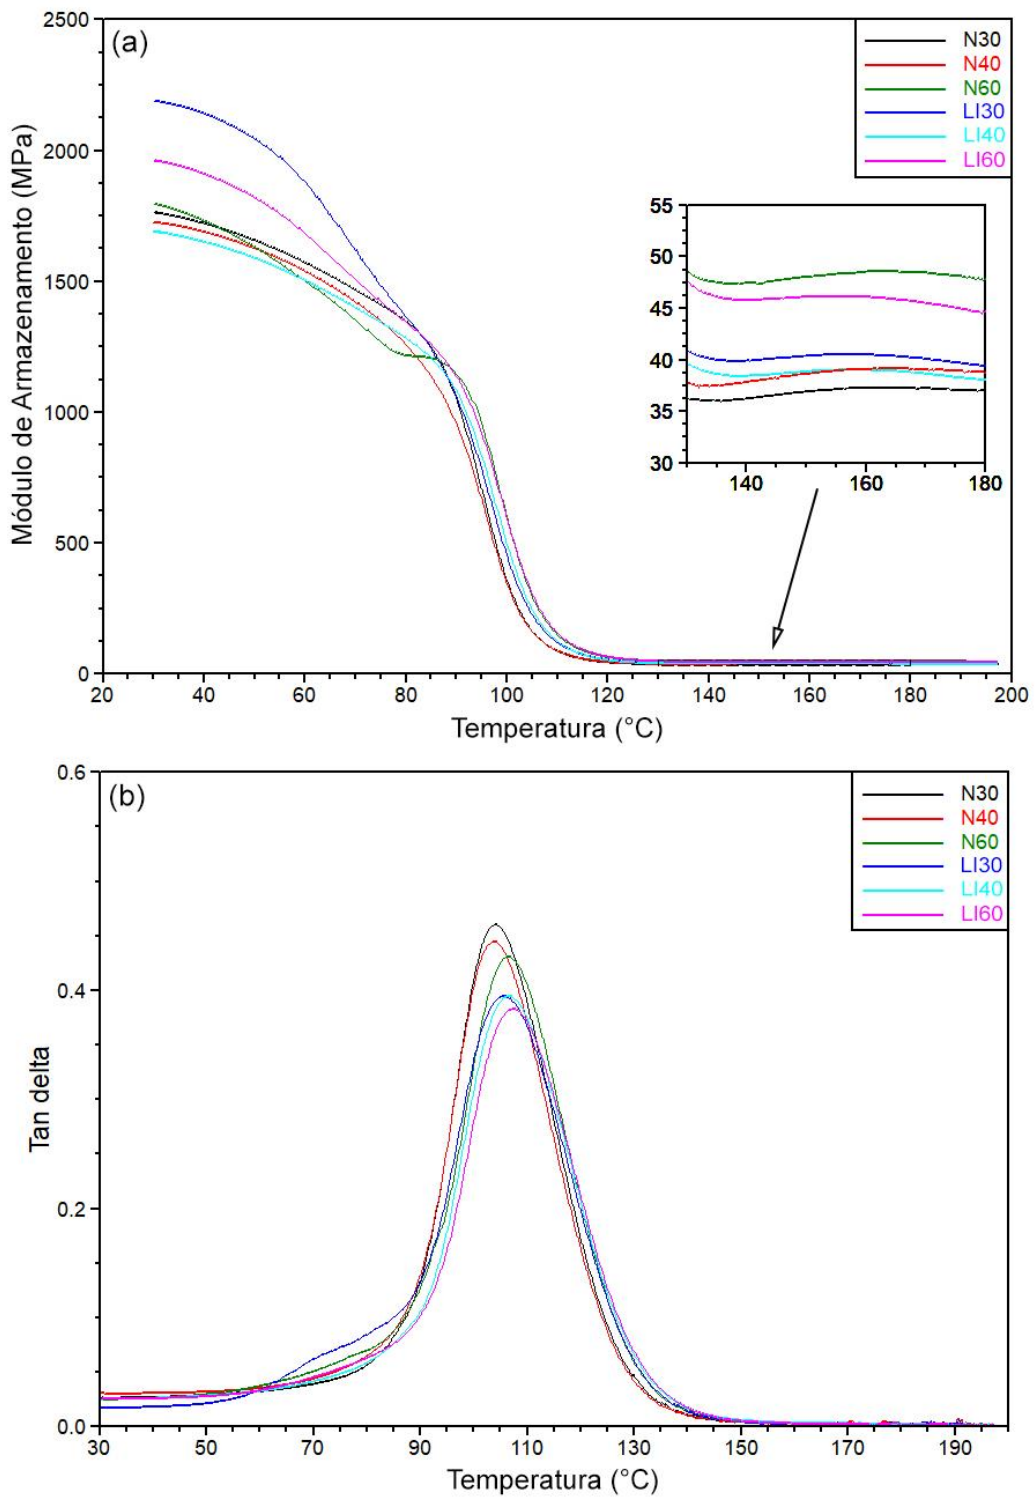 2500
(a)
N30
N40
N60
LI30
LI40
LI60
2000
1500
1000
500
0
Módulo de Armazenamento (MPa)
55
50
45
40
35
30
140 160 180
20 40 60 80 100 120 140 160 180 200
Temperatura (°C)
0.6
(b)
N30
N40
N60
LI30
LI40
LI60
0.4
0.2
0.0
Tan delta
30 50 70 90 110 130 150 170 190
Temperatura (°C)